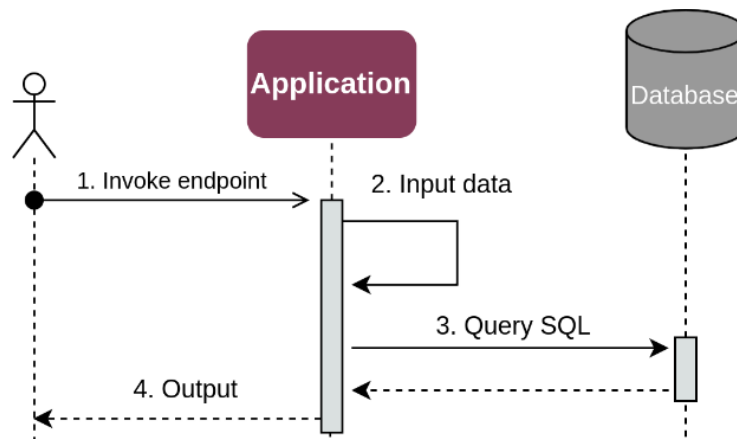 Application
Database
1. Invoke endpoint
2. Input data
3. Query SQL
4. Output